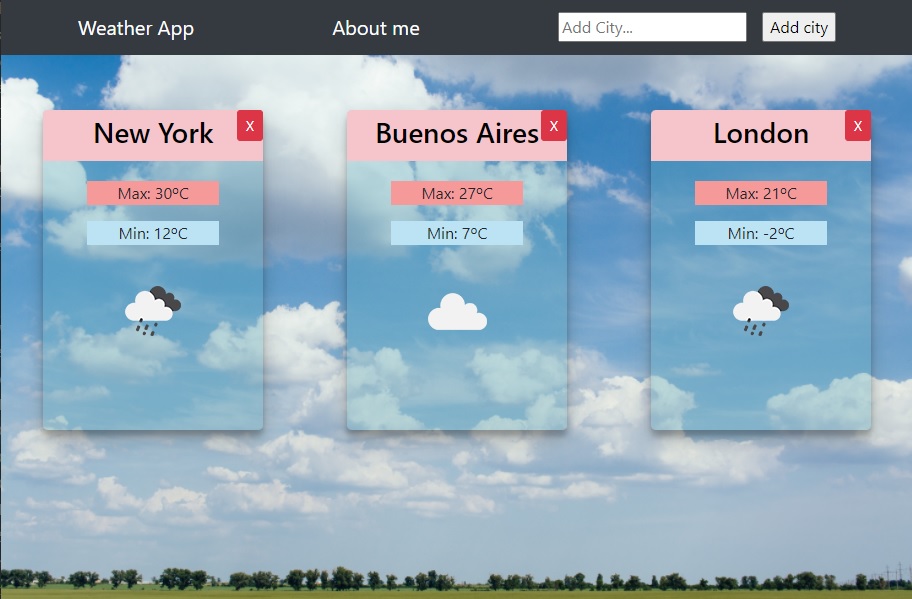 Weather App
About me
Add City...
Add city
New York
X
Max: 30ºC
Min: 12ºC
Buenos Aires
X
Max: 27ºC
Min: 7ºC
London
X
Max: 21ºC
Min: -2ºC